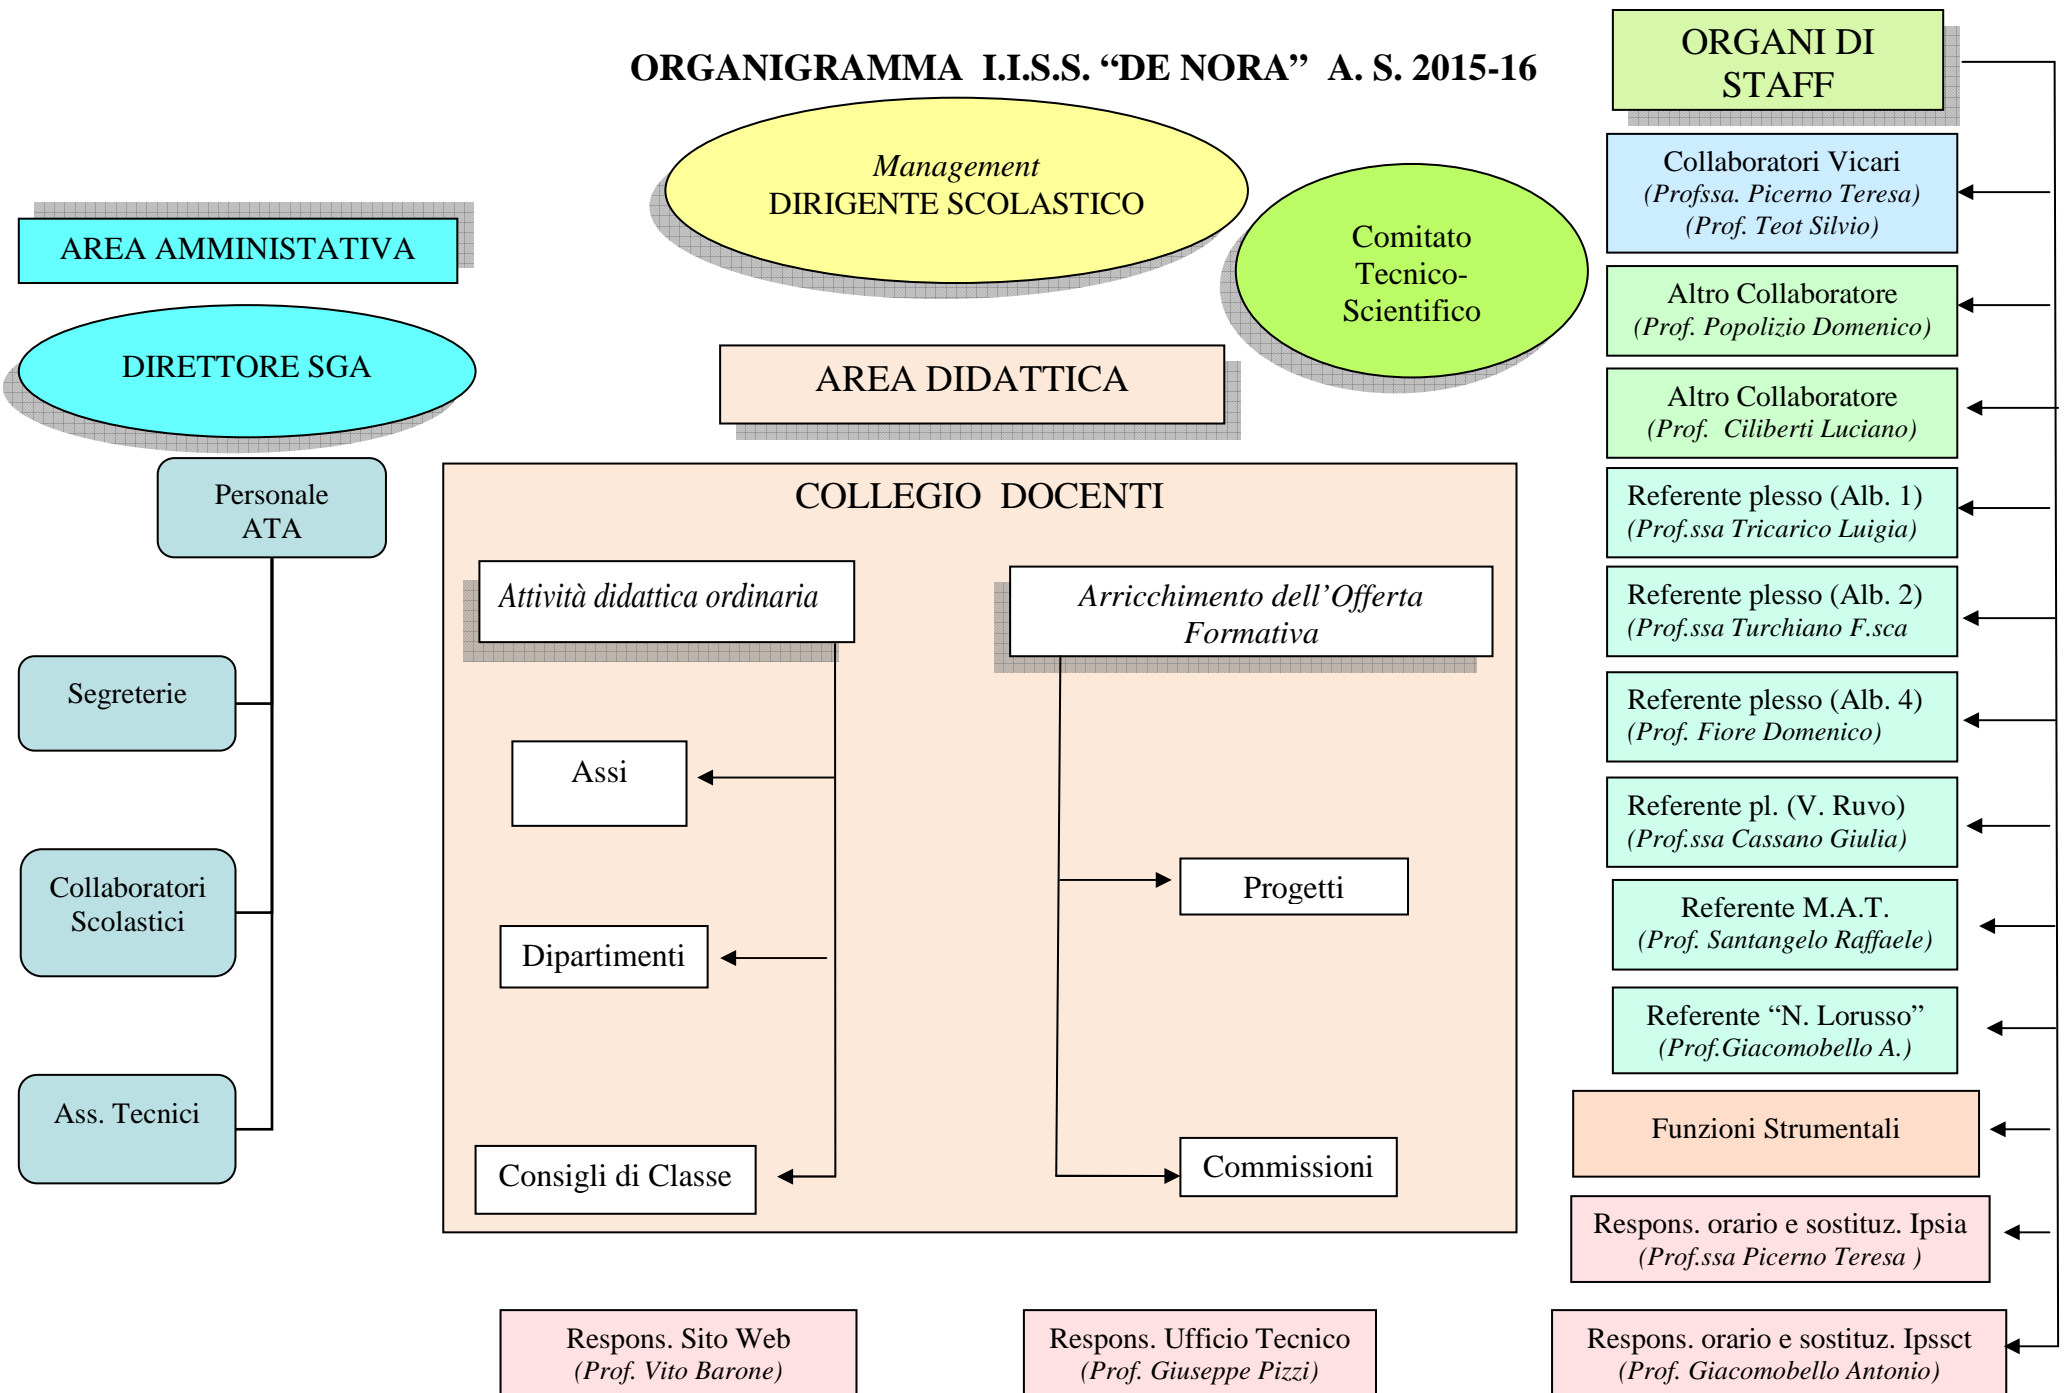 ORGANIGRAMMA I.I.S.S. “DE NORA” A. S. 2015-16
Management
DIRIGENTE SCOLASTICO
Comitato
Tecnico-
Scientifico
AREA AMMINISTATIVA
DIRETTORE SGA
Personale
ATA
Segreterie
Collaboratori
Scolastici
Ass. Tecnici
AREA DIDATTICA
COLLEGIO DOCENTI
Attività didattica ordinaria
Assi
Dipartimenti
Consigli di Classe
Arricchimento dell’Offerta
Formativa
Progetti
Commissioni
ORGANI DI
STAFF
Collaboratori Vicari
(Profssa. Picerno Teresa)
(Prof. Teot Silvio)
Altro Collaboratore
(Prof. Popolizio Domenico)
Altro Collaboratore
(Prof. Ciliberti Luciano)
Referente plesso (Alb. 1)
(Prof.ssa Tricarico Luigia)
Referente plesso (Alb. 2)
(Prof.ssa Turchiano F.sca
Referente plesso (Alb. 4)
(Prof. Fiore Domenico)
Referente pl. (V. Ruvo)
(Prof.ssa Cassano Giulia)
Referente M.A.T.
(Prof. Santangelo Raffaele)
Referente “N. Lorusso”
(Prof.Giacomobello A.)
Funzioni Strumentali
Respons. orario e sostituz. Ipsia
(Prof.ssa Picerno Teresa )
Respons. Sito Web
(Prof. Vito Barone)
Respons. Ufficio Tecnico
(Prof. Giuseppe Pizzi)
Respons. orario e sostituz. Ipssct
(Prof. Giacomobello Antonio)